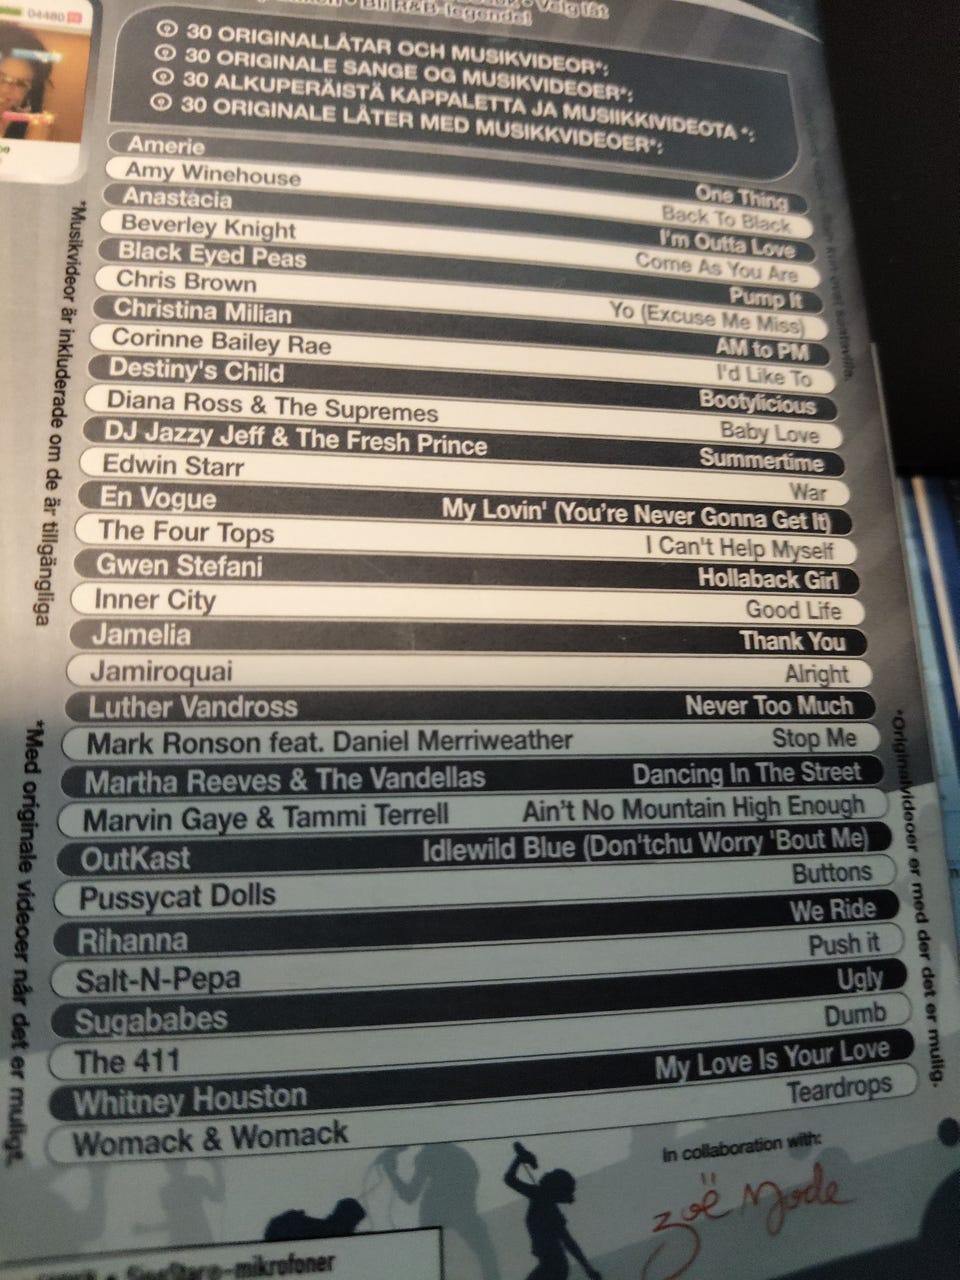 04480
Velg låt
Bli R&B-legende!
30 ORIGINALLÅTAR OCH MUSIKVIDEOR*:
30 ORIGINALE SANGE OG MUSIKVIDEOER*:
30 ALKUPERÄISTÄ KAPPALETTA JA MUSIIKKIVIDEOTA *:
30 ORIGINALE LÅTER MED MUSIKKVIDEOER*:
Amerie One Thing
Amy Winehouse Back To Black
Anastacia I'm Outta Love
Beverley Knight Come As You Are
Black Eyed Peas Pump It
Chris Brown Yo (Excuse Me Miss)
Christina Milian AM to PM
Corinne Bailey Rae I'd Like To
Destiny's Child Bootylicious
Diana Ross & The Supremes Baby Love
DJ Jazzy Jeff & The Fresh Prince Summertime
Edwin Starr War
En Vogue My Lovin' (You're Never Gonna Get It)
The Four Tops I Can't Help Myself
Gwen Stefani Hollaback Girl
Inner City Good Life
Jamelia Thank You
Jamiroquai Alright
Luther Vandross Never Too Much
Mark Ronson feat. Daniel Merriweather Stop Me
Martha Reeves & The Vandellas Dancing In The Street
Marvin Gaye & Tammi Terrell Ain't No Mountain High Enough
OutKast Idlewild Blue (Don'tchu Worry 'Bout Me)
Pussycat Dolls Buttons
Rihanna We Ride
Salt-N-Pepa Push it
Sugababes Ugly
The 411 Dumb
Whitney Houston My Love Is Your Love
Womack & Womack Teardrops
*Musikvideor är inkluderade om de är tillgängliga
*Med originale videoer når det er muligt.
*Originalvideoer er med der det er mulig.
In collaboration with:
zoë mode
SingStar-mikrofoner